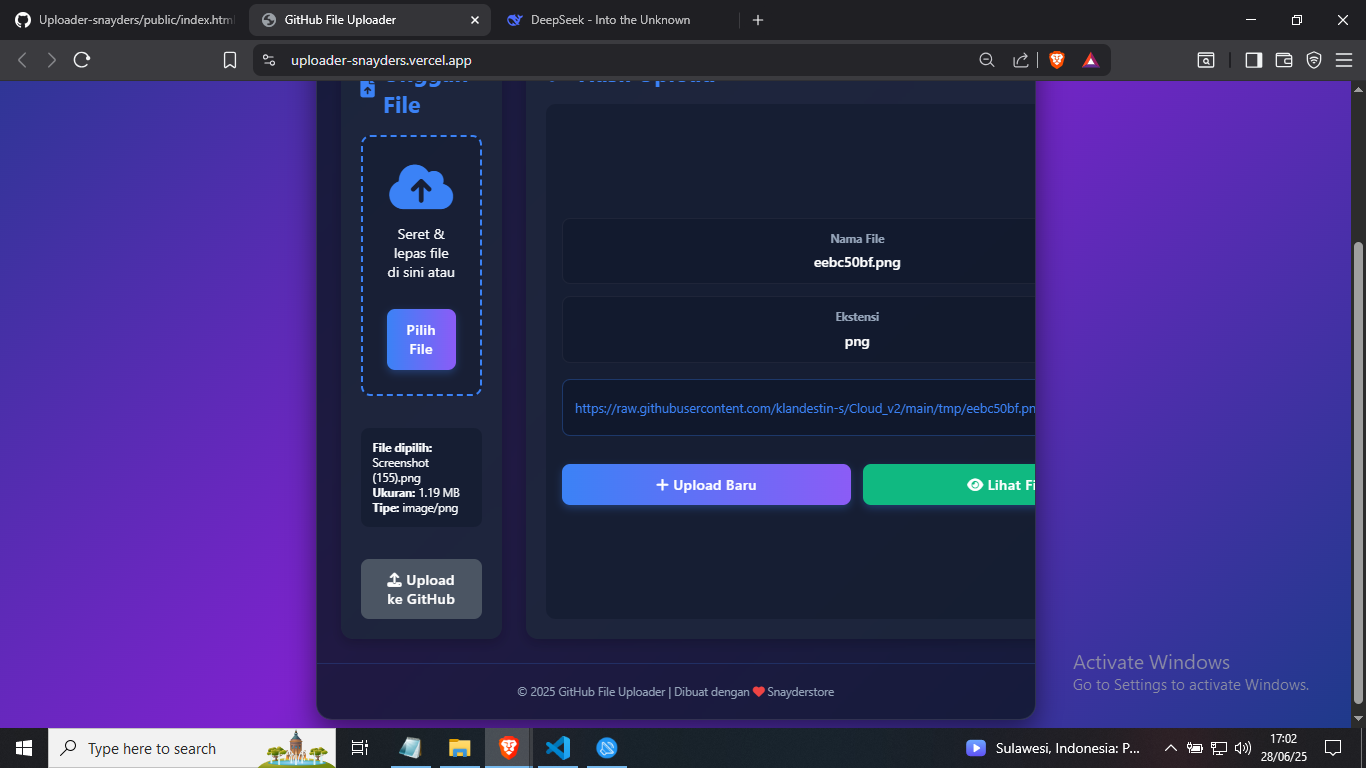 Uploader-snayders/public/index.htm
GitHub File Uploader
DeepSeek - Into the Unknown
uploader-snayders.vercel.app
File
Seret &
lepas file
di sini atau
Pilih
File
File dipilih:
Screenshot
(155).png
Ukuran: 1.19 MB
Tipe: image/png
Upload
ke GitHub
Nama File
eebc50bf.png
Ekstensi
png
https://raw.githubusercontent.com/klandestin-s/Cloud_v2/main/tmp/eebc50bf.pn
Upload Baru
Lihat Fi
© 2025 GitHub File Uploader | Dibuat dengan ❤ Snayderstore
Activate Windows
Go to Settings to activate Windows.
Type here to search
Sulawesi, Indonesia: P...
17:02
28/06/25